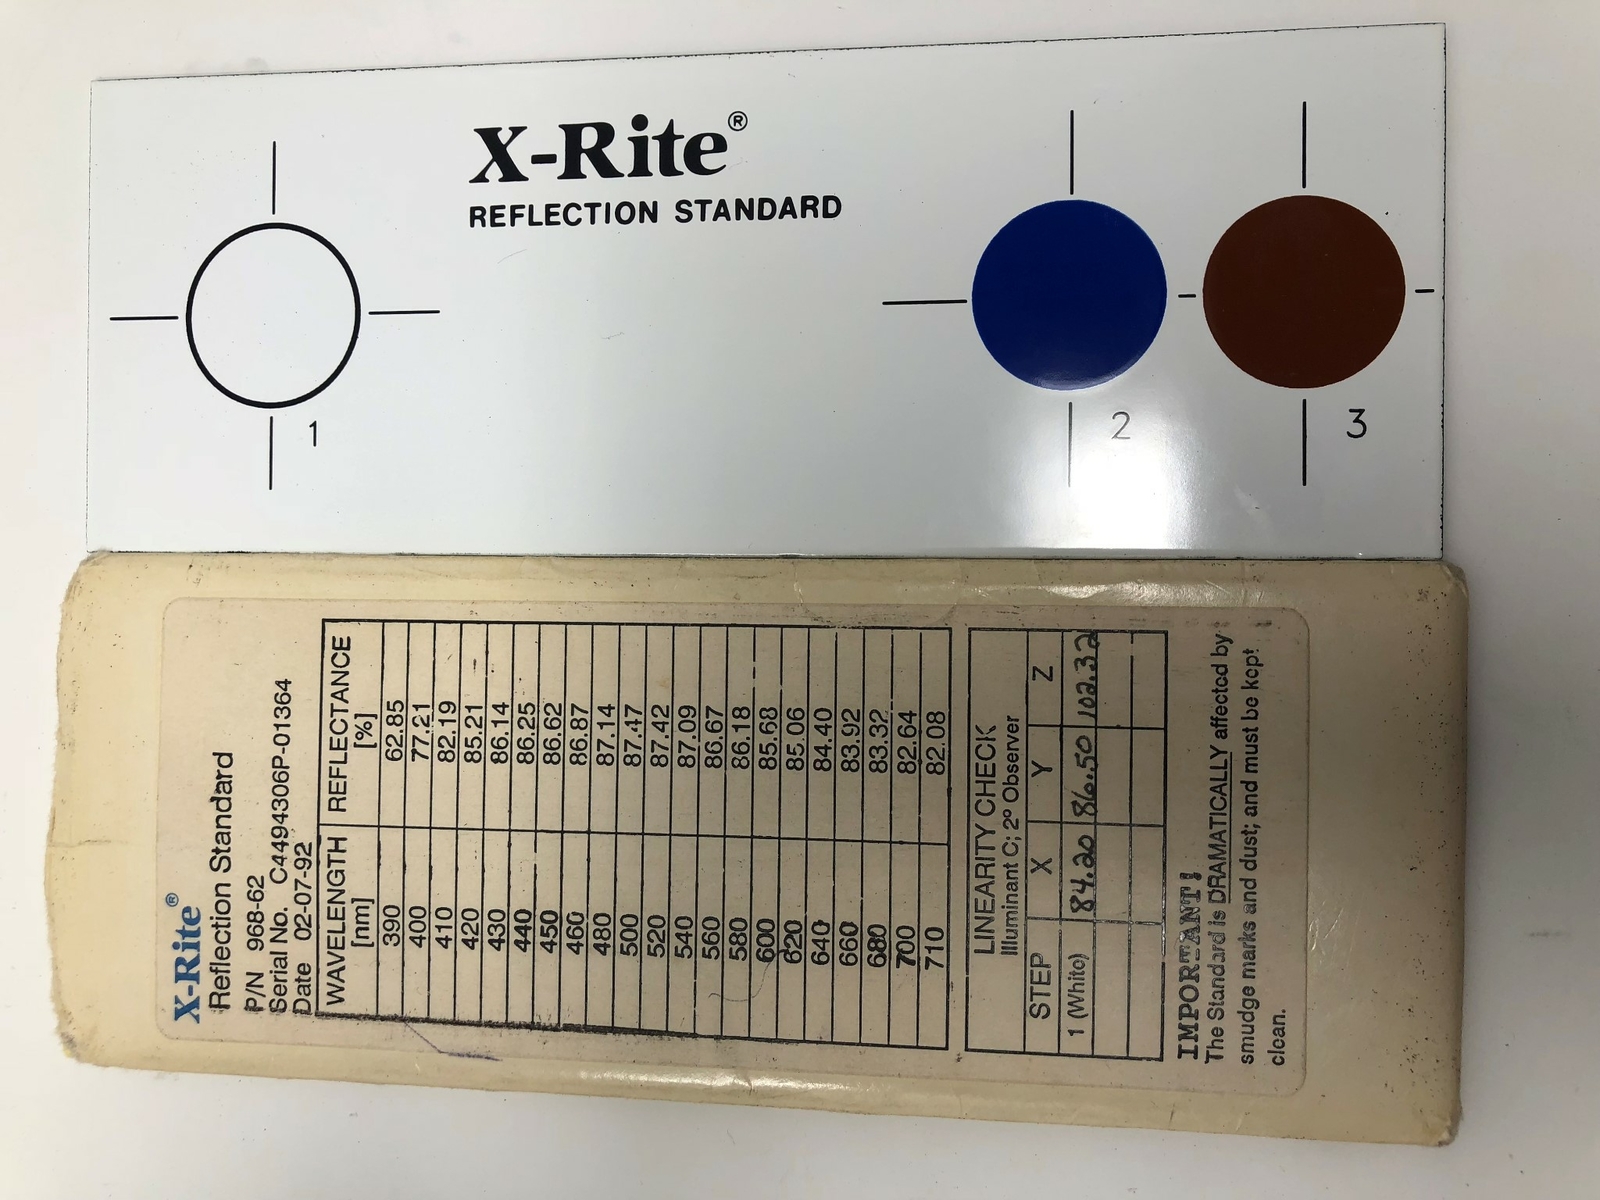 X-Rite®
REFLECTION STANDARD
1
2
3
X-Rite®
Reflection Standard
P/N 968-62
Serial No. C4494306P-01364
Date 02-07-92
WAVELENGTH REFLECTANCE
[nm] [%]
390 62.85
400 77.21
410 82.19
420 85.21
430 86.14
440 86.25
450 86.62
460 86.87
480 87.14
500 87.47
520 87.42
540 87.09
560 86.67
580 86.18
600 85.68
620 85.06
640 84.40
660 83.92
680 83.32
700 82.64
710 82.08
LINEARITY CHECK
Illuminant C; 2° Observer
STEP X Y Z
1 (White) 84.20 86.50 102.32
IMPORTANT!
The Standard is DRAMATICALLY affected by
smudge marks and dust; and must be kept
clean.